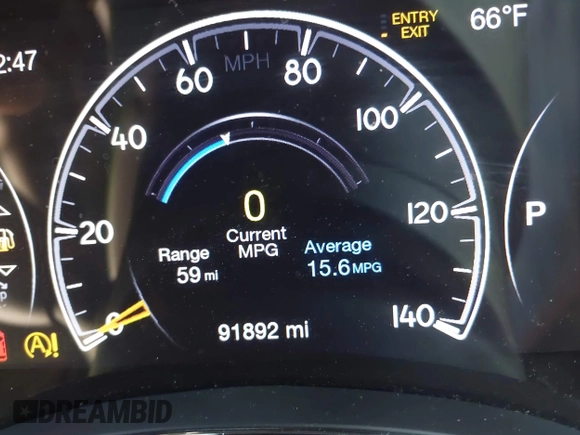 ENTRY
EXIT
66°F
2:47
60
MPH
80
40
100
20
120
0
140
0
Current
MPG
Range
59 mi
Average
15.6 MPG
P
91892 mi
A!
DREAMBID